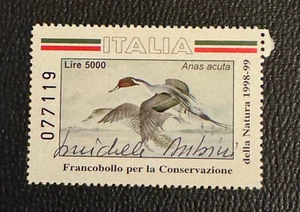 ITALIA
Lire 5000
Anas acuta
077119
della Natura 1998-99
Francobollo per la Conservazione